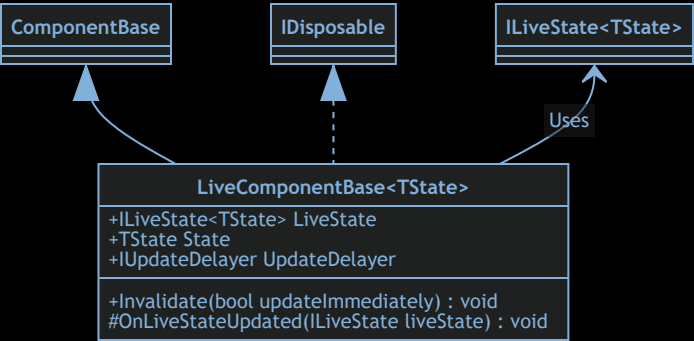 ComponentBase
IDisposable
ILiveState<TState>
Uses
LiveComponentBase<TState>
+ILiveState<TState> LiveState
+TState State
+IUpdateDelayer UpdateDelayer
+Invalidate(bool updateImmediately) : void
#OnLiveStateUpdated(ILiveState liveState) : void